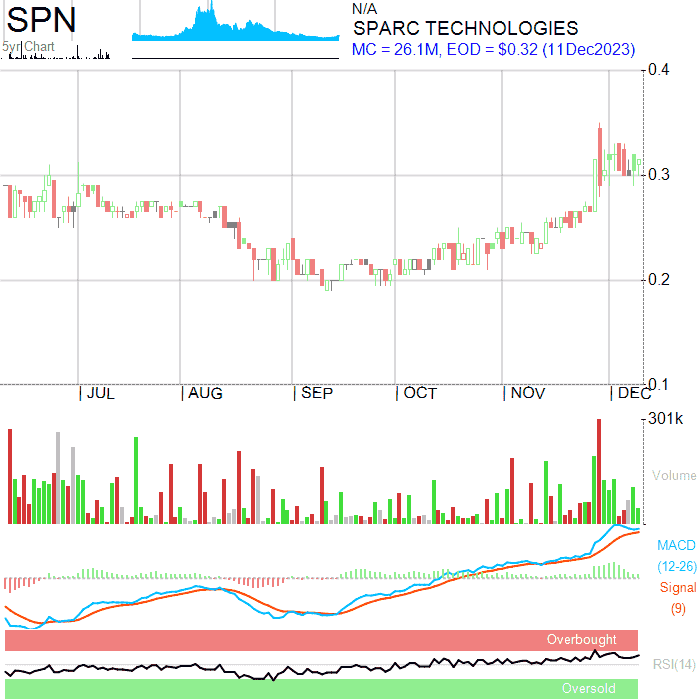 SPN
5yr Chart
N/A
SPARC TECHNOLOGIES
MC = 26.1M, EOD = $0.32 (11Dec2023)
0.4
0.3
0.2
0.1
JUL AUG SEP OCT NOV DEC
301k
Volume
MACD
(12-26)
Signal
(9)
Overbought
RSI(14)
Oversold